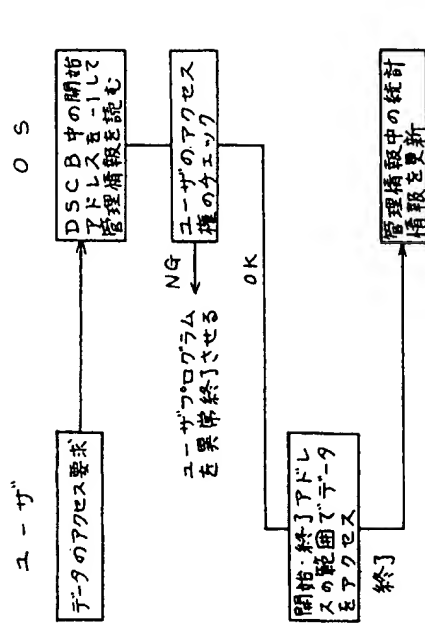 ユーザ
OS
データのアクセス要求
DSCB中の開始
アドレスを-1して
管理情報を読む
ユーザのアクセス
権のチェック
NG
ユーザプログラム
を異常終了させる
OK
開始・終了アドレ
スの範囲でデータ
をアクセス
終了
管理情報中の統計
情報を更新